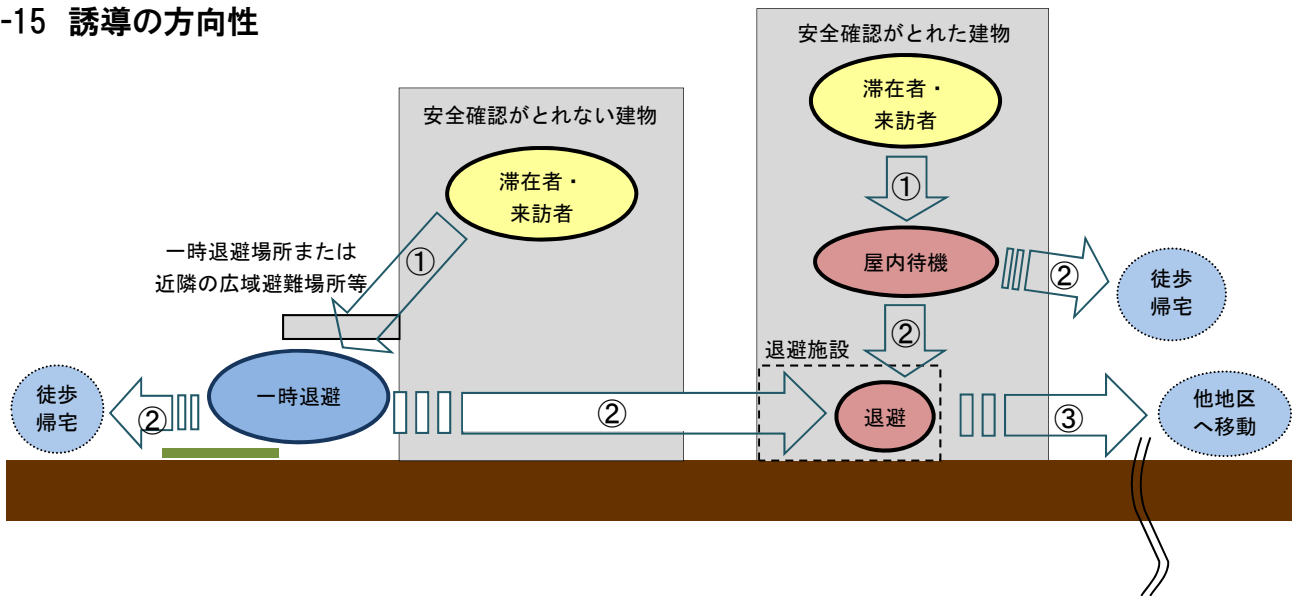 -15 誘導の方向性
安全確認がとれた建物
滞在者・
来訪者
①
屋内待機
②
徒歩
帰宅
②
退避施設
退避
③
他地区
へ移動
安全確認がとれない建物
滞在者・
来訪者
①
一時退避場所または
近隣の広域避難場所等
一時退避
②
徒歩
帰宅
②